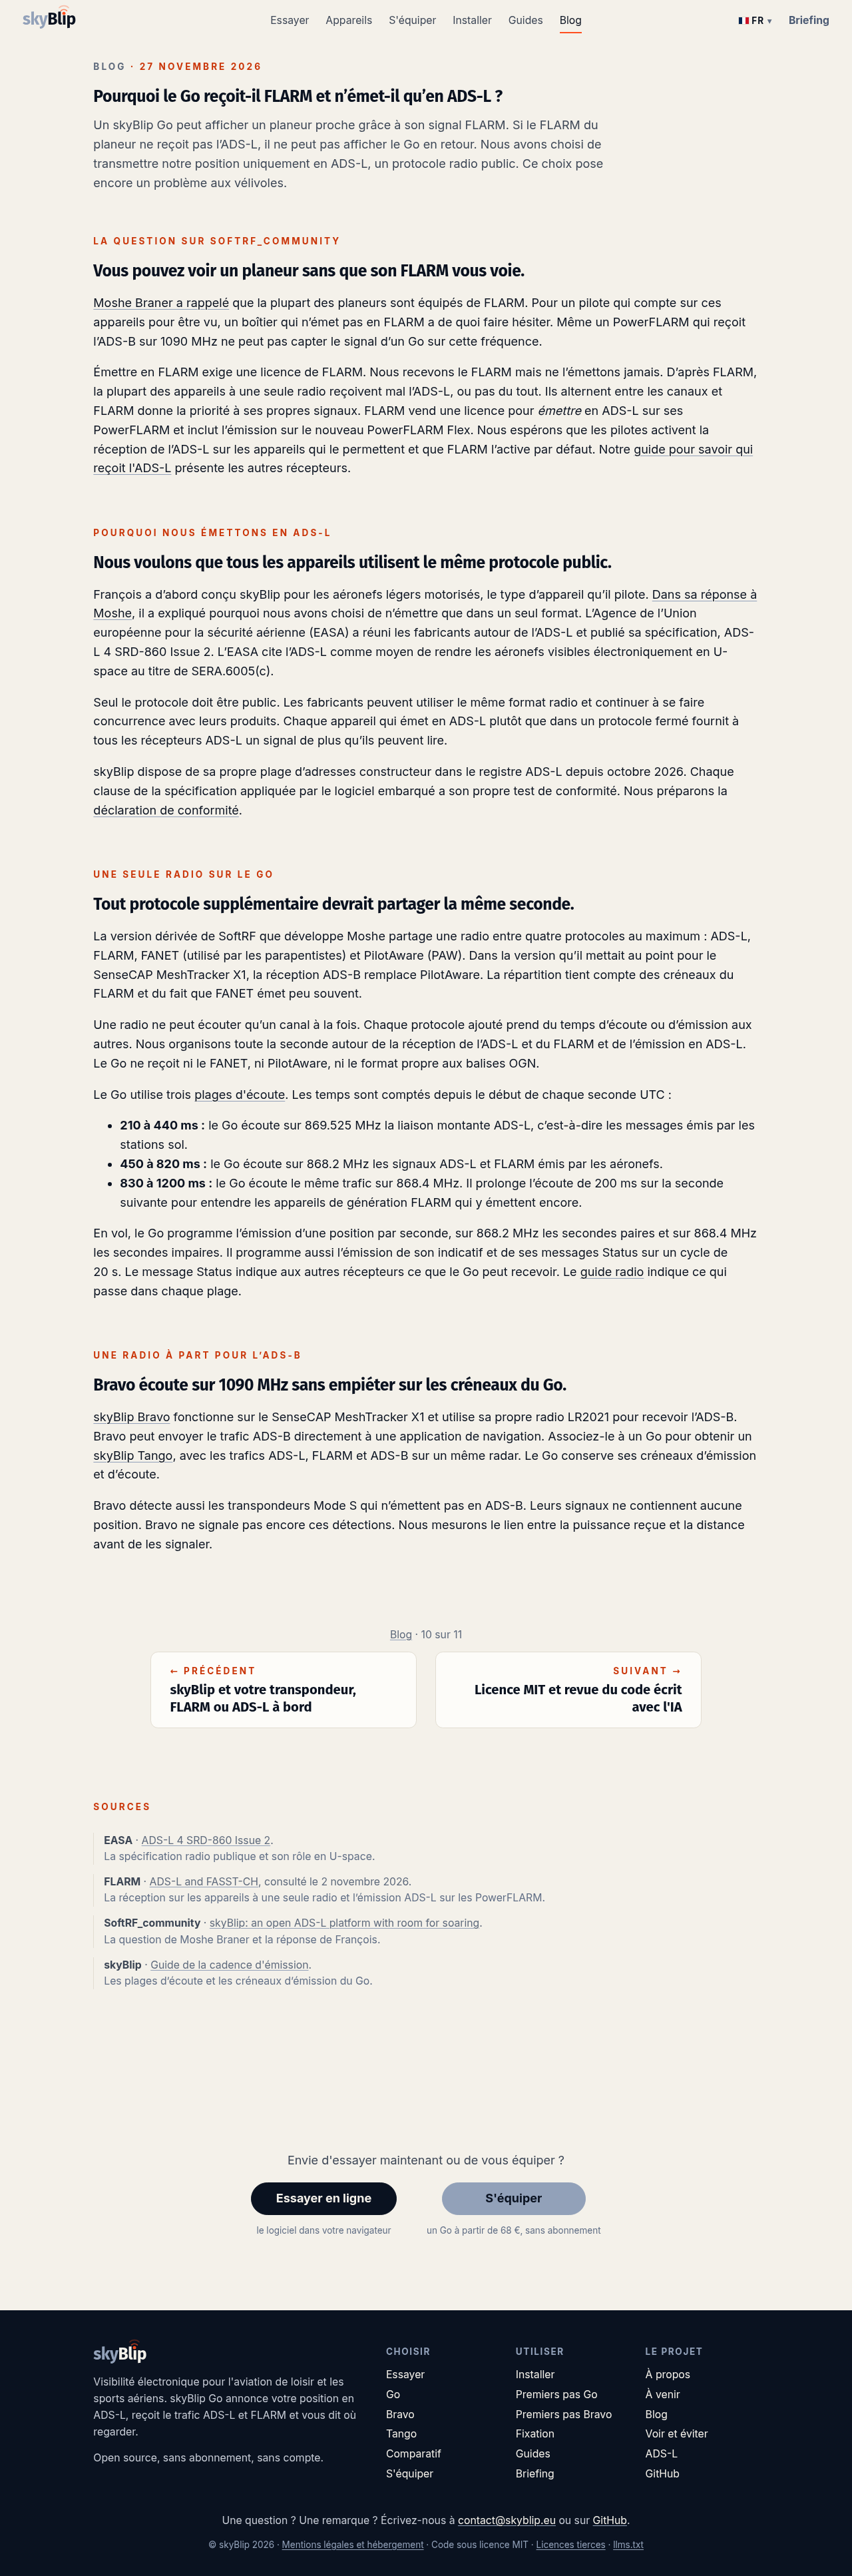 skyBlip
Essayer Appareils S'équiper Installer Guides Blog
FR ▾ Briefing
BLOG · 27 NOVEMBRE 2026
Pourquoi le Go reçoit-il FLARM et n’émet-il qu’en ADS-L ?
Un skyBlip Go peut afficher un planeur proche grâce à son signal FLARM. Si le FLARM du
planeur ne reçoit pas l’ADS-L, il ne peut pas afficher le Go en retour. Nous avons choisi de
transmettre notre position uniquement en ADS-L, un protocole radio public. Ce choix pose
encore un problème aux vélivoles.
LA QUESTION SUR SOFTRF_COMMUNITY
Vous pouvez voir un planeur sans que son FLARM vous voie.
Moshe Braner a rappelé que la plupart des planeurs sont équipés de FLARM. Pour un pilote qui compte sur ces
appareils pour être vu, un boîtier qui n’émet pas en FLARM a de quoi faire hésiter. Même un PowerFLARM qui reçoit
l’ADS-B sur 1090 MHz ne peut pas capter le signal d’un Go sur cette fréquence.
Émettre en FLARM exige une licence de FLARM. Nous recevons le FLARM mais ne l’émettons jamais. D’après FLARM,
la plupart des appareils à une seule radio reçoivent mal l’ADS-L, ou pas du tout. Ils alternent entre les canaux et
FLARM donne la priorité à ses propres signaux. FLARM vend une licence pour émettre en ADS-L sur ses
PowerFLARM et inclut l’émission sur le nouveau PowerFLARM Flex. Nous espérons que les pilotes activent la
réception de l’ADS-L sur les appareils qui le permettent et que FLARM l’active par défaut. Notre guide pour savoir qui
reçoit l'ADS-L présente les autres récepteurs.
POURQUOI NOUS ÉMETTONS EN ADS-L
Nous voulons que tous les appareils utilisent le même protocole public.
François a d’abord conçu skyBlip pour les aéronefs légers motorisés, le type d’appareil qu’il pilote. Dans sa réponse à
Moshe, il a expliqué pourquoi nous avons choisi de n’émettre que dans un seul format. L’Agence de l’Union
européenne pour la sécurité aérienne (EASA) a réuni les fabricants autour de l’ADS-L et publié sa spécification, ADS-
L 4 SRD-860 Issue 2. L’EASA cite l’ADS-L comme moyen de rendre les aéronefs visibles électroniquement en U-
space au titre de SERA.6005(c).
Seul le protocole doit être public. Les fabricants peuvent utiliser le même format radio et continuer à se faire
concurrence avec leurs produits. Chaque appareil qui émet en ADS-L plutôt que dans un protocole fermé fournit à
tous les récepteurs ADS-L un signal de plus qu’ils peuvent lire.
skyBlip dispose de sa propre plage d’adresses constructeur dans le registre ADS-L depuis octobre 2026. Chaque
clause de la spécification appliquée par le logiciel embarqué a son propre test de conformité. Nous préparons la
déclaration de conformité.
UNE SEULE RADIO SUR LE GO
Tout protocole supplémentaire devrait partager la même seconde.
La version dérivée de SoftRF que développe Moshe partage une radio entre quatre protocoles au maximum : ADS-L,
FLARM, FANET (utilisé par les parapentistes) et PilotAware (PAW). Dans la version qu’il mettait au point pour le
SenseCAP MeshTracker X1, la réception ADS-B remplace PilotAware. La répartition tient compte des créneaux du
FLARM et du fait que FANET émet peu souvent.
Une radio ne peut écouter qu’un canal à la fois. Chaque protocole ajouté prend du temps d’écoute ou d’émission aux
autres. Nous organisons toute la seconde autour de la réception de l’ADS-L et du FLARM et de l’émission en ADS-L.
Le Go ne reçoit ni le FANET, ni PilotAware, ni le format propre aux balises OGN.
Le Go utilise trois plages d'écoute. Les temps sont comptés depuis le début de chaque seconde UTC :
• 210 à 440 ms : le Go écoute sur 869.525 MHz la liaison montante ADS-L, c’est-à-dire les messages émis par les
stations sol.
• 450 à 820 ms : le Go écoute sur 868.2 MHz les signaux ADS-L et FLARM émis par les aéronefs.
• 830 à 1200 ms : le Go écoute le même trafic sur 868.4 MHz. Il prolonge l’écoute de 200 ms sur la seconde
suivante pour entendre les appareils de génération FLARM qui y émettent encore.
En vol, le Go programme l’émission d’une position par seconde, sur 868.2 MHz les secondes paires et sur 868.4 MHz
les secondes impaires. Il programme aussi l’émission de son indicatif et de ses messages Status sur un cycle de
20 s. Le message Status indique aux autres récepteurs ce que le Go peut recevoir. Le guide radio indique ce qui
passe dans chaque plage.
UNE RADIO À PART POUR L’ADS-B
Bravo écoute sur 1090 MHz sans empiéter sur les créneaux du Go.
skyBlip Bravo fonctionne sur le SenseCAP MeshTracker X1 et utilise sa propre radio LR2021 pour recevoir l’ADS-B.
Bravo peut envoyer le trafic ADS-B directement à une application de navigation. Associez-le à un Go pour obtenir un
skyBlip Tango, avec les trafics ADS-L, FLARM et ADS-B sur un même radar. Le Go conserve ses créneaux d’émission
et d’écoute.
Bravo détecte aussi les transpondeurs Mode S qui n’émettent pas en ADS-B. Leurs signaux ne contiennent aucune
position. Bravo ne signale pas encore ces détections. Nous mesurons le lien entre la puissance reçue et la distance
avant de les signaler.
Blog · 10 sur 11
← PRÉCÉDENT
skyBlip et votre transpondeur,
FLARM ou ADS-L à bord
SUIVANT →
Licence MIT et revue du code écrit
avec l'IA
SOURCES
EASA · ADS-L 4 SRD-860 Issue 2.
La spécification radio publique et son rôle en U-space.
FLARM · ADS-L and FASST-CH, consulté le 2 novembre 2026.
La réception sur les appareils à une seule radio et l’émission ADS-L sur les PowerFLARM.
SoftRF_community · skyBlip: an open ADS-L platform with room for soaring.
La question de Moshe Braner et la réponse de François.
skyBlip · Guide de la cadence d'émission.
Les plages d’écoute et les créneaux d’émission du Go.
Envie d'essayer maintenant ou de vous équiper ?
Essayer en ligne
le logiciel dans votre navigateur
S'équiper
un Go à partir de 68 €, sans abonnement
skyBlip
Visibilité électronique pour l'aviation de loisir et les
sports aériens. skyBlip Go annonce votre position en
ADS-L, reçoit le trafic ADS-L et FLARM et vous dit où
regarder.
Open source, sans abonnement, sans compte.
CHOISIR
Essayer
Go
Bravo
Tango
Comparatif
S'équiper
UTILISER
Installer
Premiers pas Go
Premiers pas Bravo
Fixation
Guides
Briefing
LE PROJET
À propos
À venir
Blog
Voir et éviter
ADS-L
GitHub
Une question ? Une remarque ? Écrivez-nous à contact@skyblip.eu ou sur GitHub.
© skyBlip 2026 · Mentions légales et hébergement · Code sous licence MIT · Licences tierces · llms.txt